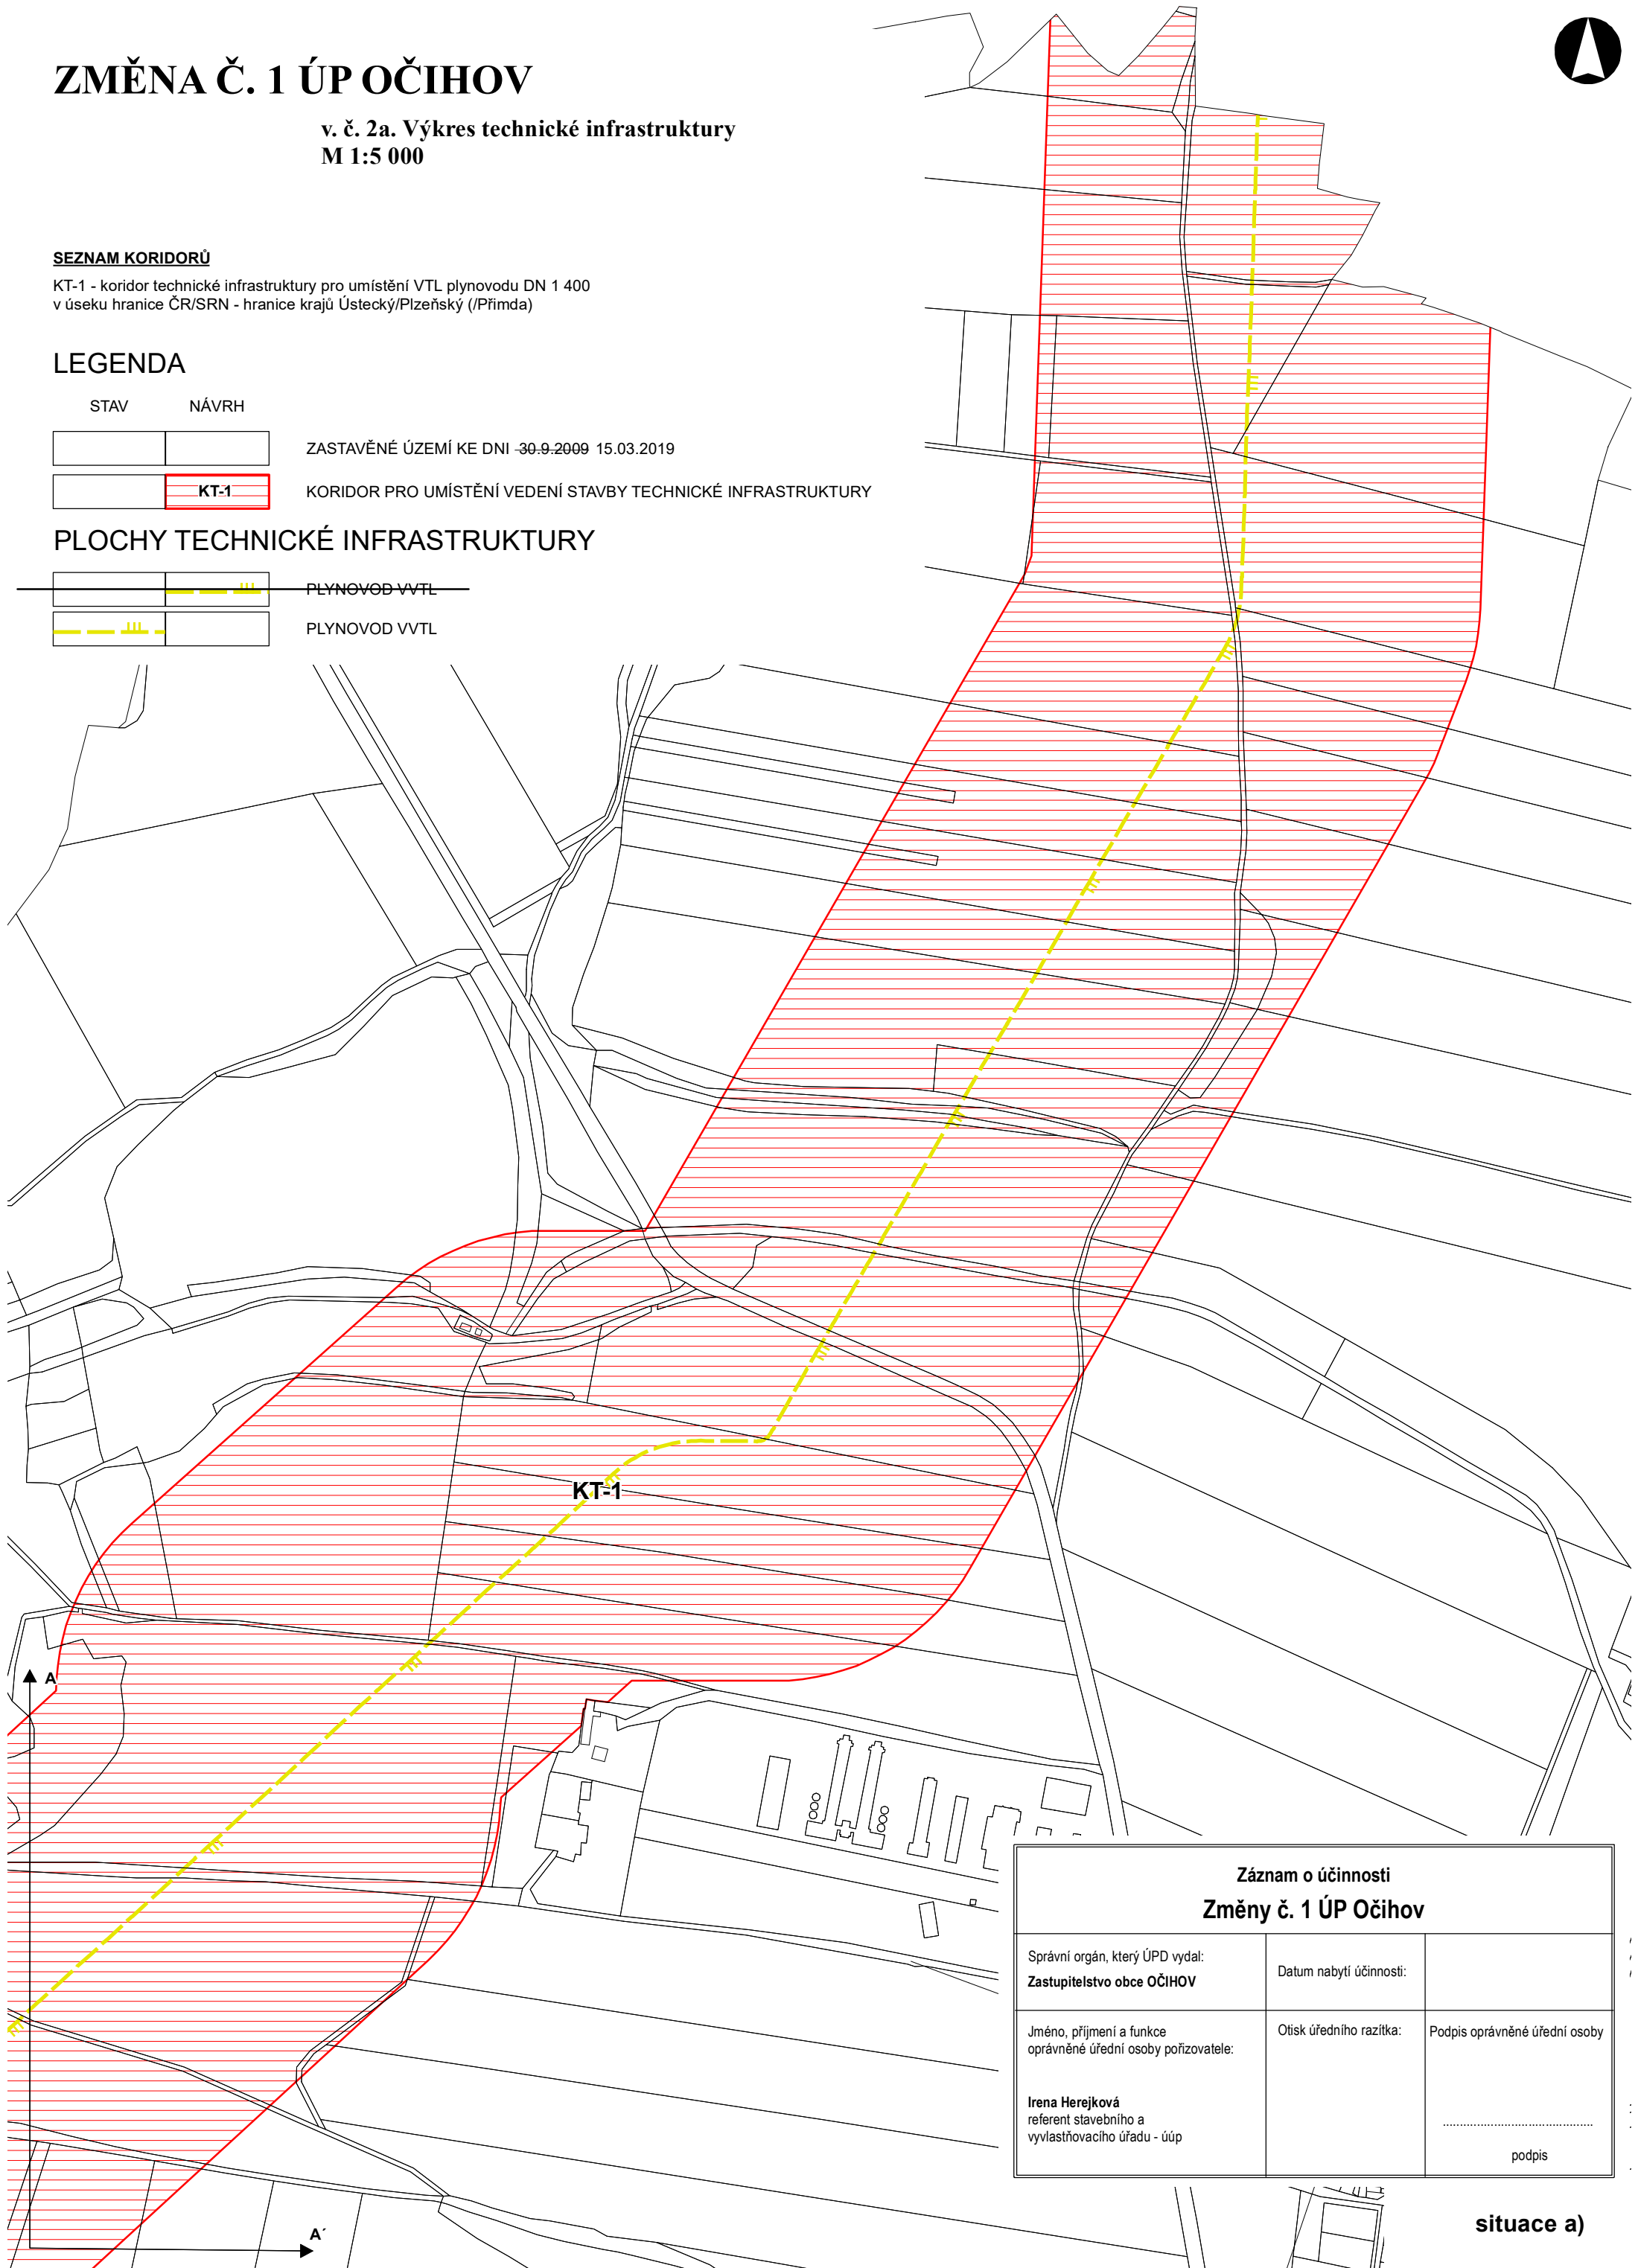 ZMĚNA Č. 1 ÚP OČIHOV
v. č. 2a. Výkres technické infrastruktury
M 1:5 000
SEZNAM KORIDORŮ
KT-1 - koridor technické infrastruktury pro umístění VTL plynovodu DN 1 400
v úseku hranice ČR/SRN - hranice krajů Ústecký/Plzeňský (/Přimda)
LEGENDA
STAV NÁVRH
ZASTAVĚNÉ ÚZEMÍ KE DNI 30.9.2009 15.03.2019
KT-1 KORIDOR PRO UMÍSTĚNÍ VEDENÍ STAVBY TECHNICKÉ INFRASTRUKTURY
PLOCHY TECHNICKÉ INFRASTRUKTURY
PLYNOVOD VVTL
PLYNOVOD VVTL
KT-1
A
A´
Záznam o účinnosti
Změny č. 1 ÚP Očihov
Správní orgán, který ÚPD vydal:
Zastupitelstvo obce OČIHOV
Datum nabytí účinnosti:
Jméno, příjmení a funkce
oprávněné úřední osoby pořizovatele:
Irena Herejková
referent stavebního a
vyvlastňovacího úřadu - úúp
Otisk úředního razítka:
Podpis oprávněné úřední osoby
........................................
podpis
situace a)